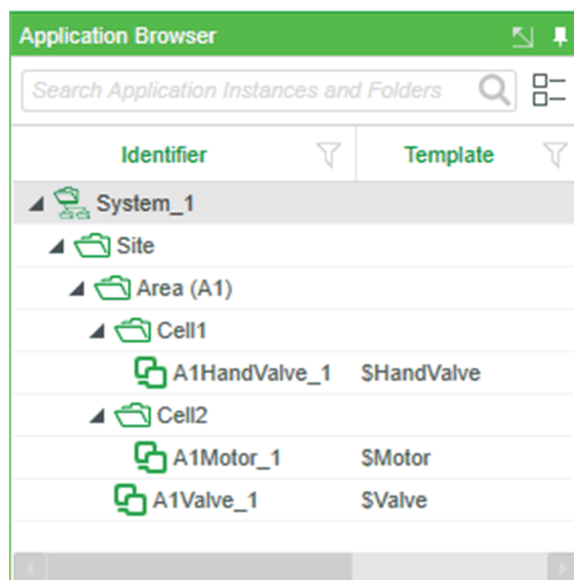 Application Browser
Search Application Instances and Folders
Identifier Template
System_1
Site
Area (A1)
Cell1
A1HandValve_1 $HandValve
Cell2
A1Motor_1 $Motor
A1Valve_1 $Valve